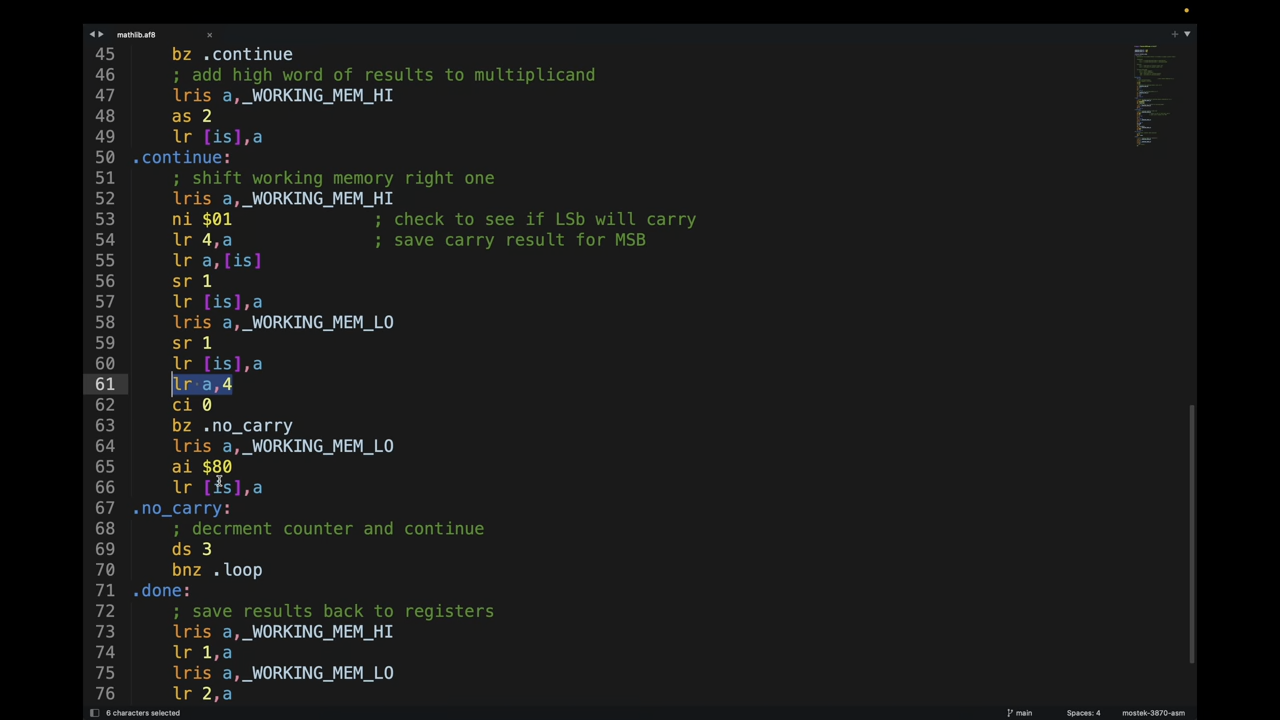 mathlib.af8 ×
45 bz .continue
46 ; add high word of results to multiplicand
47 lris a,_WORKING_MEM_HI
48 as 2
49 lr [is],a
50 .continue:
51 ; shift working memory right one
52 lris a,_WORKING_MEM_HI
53 ni $01 ; check to see if LSb will carry
54 lr 4,a ; save carry result for MSB
55 lr a,[is]
56 sr 1
57 lr [is],a
58 lris a,_WORKING_MEM_LO
59 sr 1
60 lr [is],a
61 lr a,4
62 ci 0
63 bz .no_carry
64 lris a,_WORKING_MEM_LO
65 ai $80
66 lr [is],a
67 .no_carry:
68 ; decrment counter and continue
69 ds 3
70 bnz .loop
71 .done:
72 ; save results back to registers
73 lris a,_WORKING_MEM_HI
74 lr 1,a
75 lris a,_WORKING_MEM_LO
76 lr 2,a
6 characters selected main Spaces: 4 mostek-3870-asm